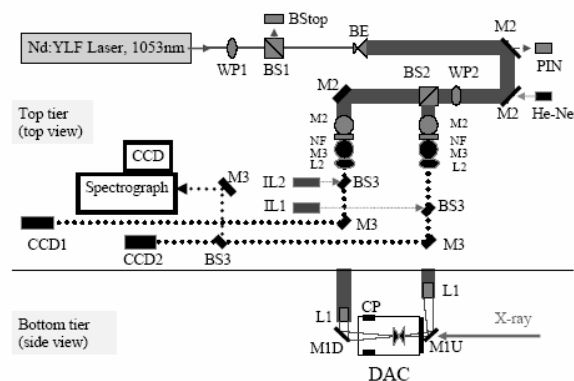 BStop
Nd:YLF Laser, 1053nm
BE
M2
WP1
BS1
PIN
BS2
WP2
M2
M2
He-Ne
Top tier
(top view)
M2
M2
NF
M3
L2
NF
M3
L2
CCD
Spectrograph
M3
IL2
BS3
IL1
BS3
M3
M3
CCD1
CCD2
BS3
L1
Bottom tier
(side view)
L1
CP
X-ray
M1D
M1U
DAC